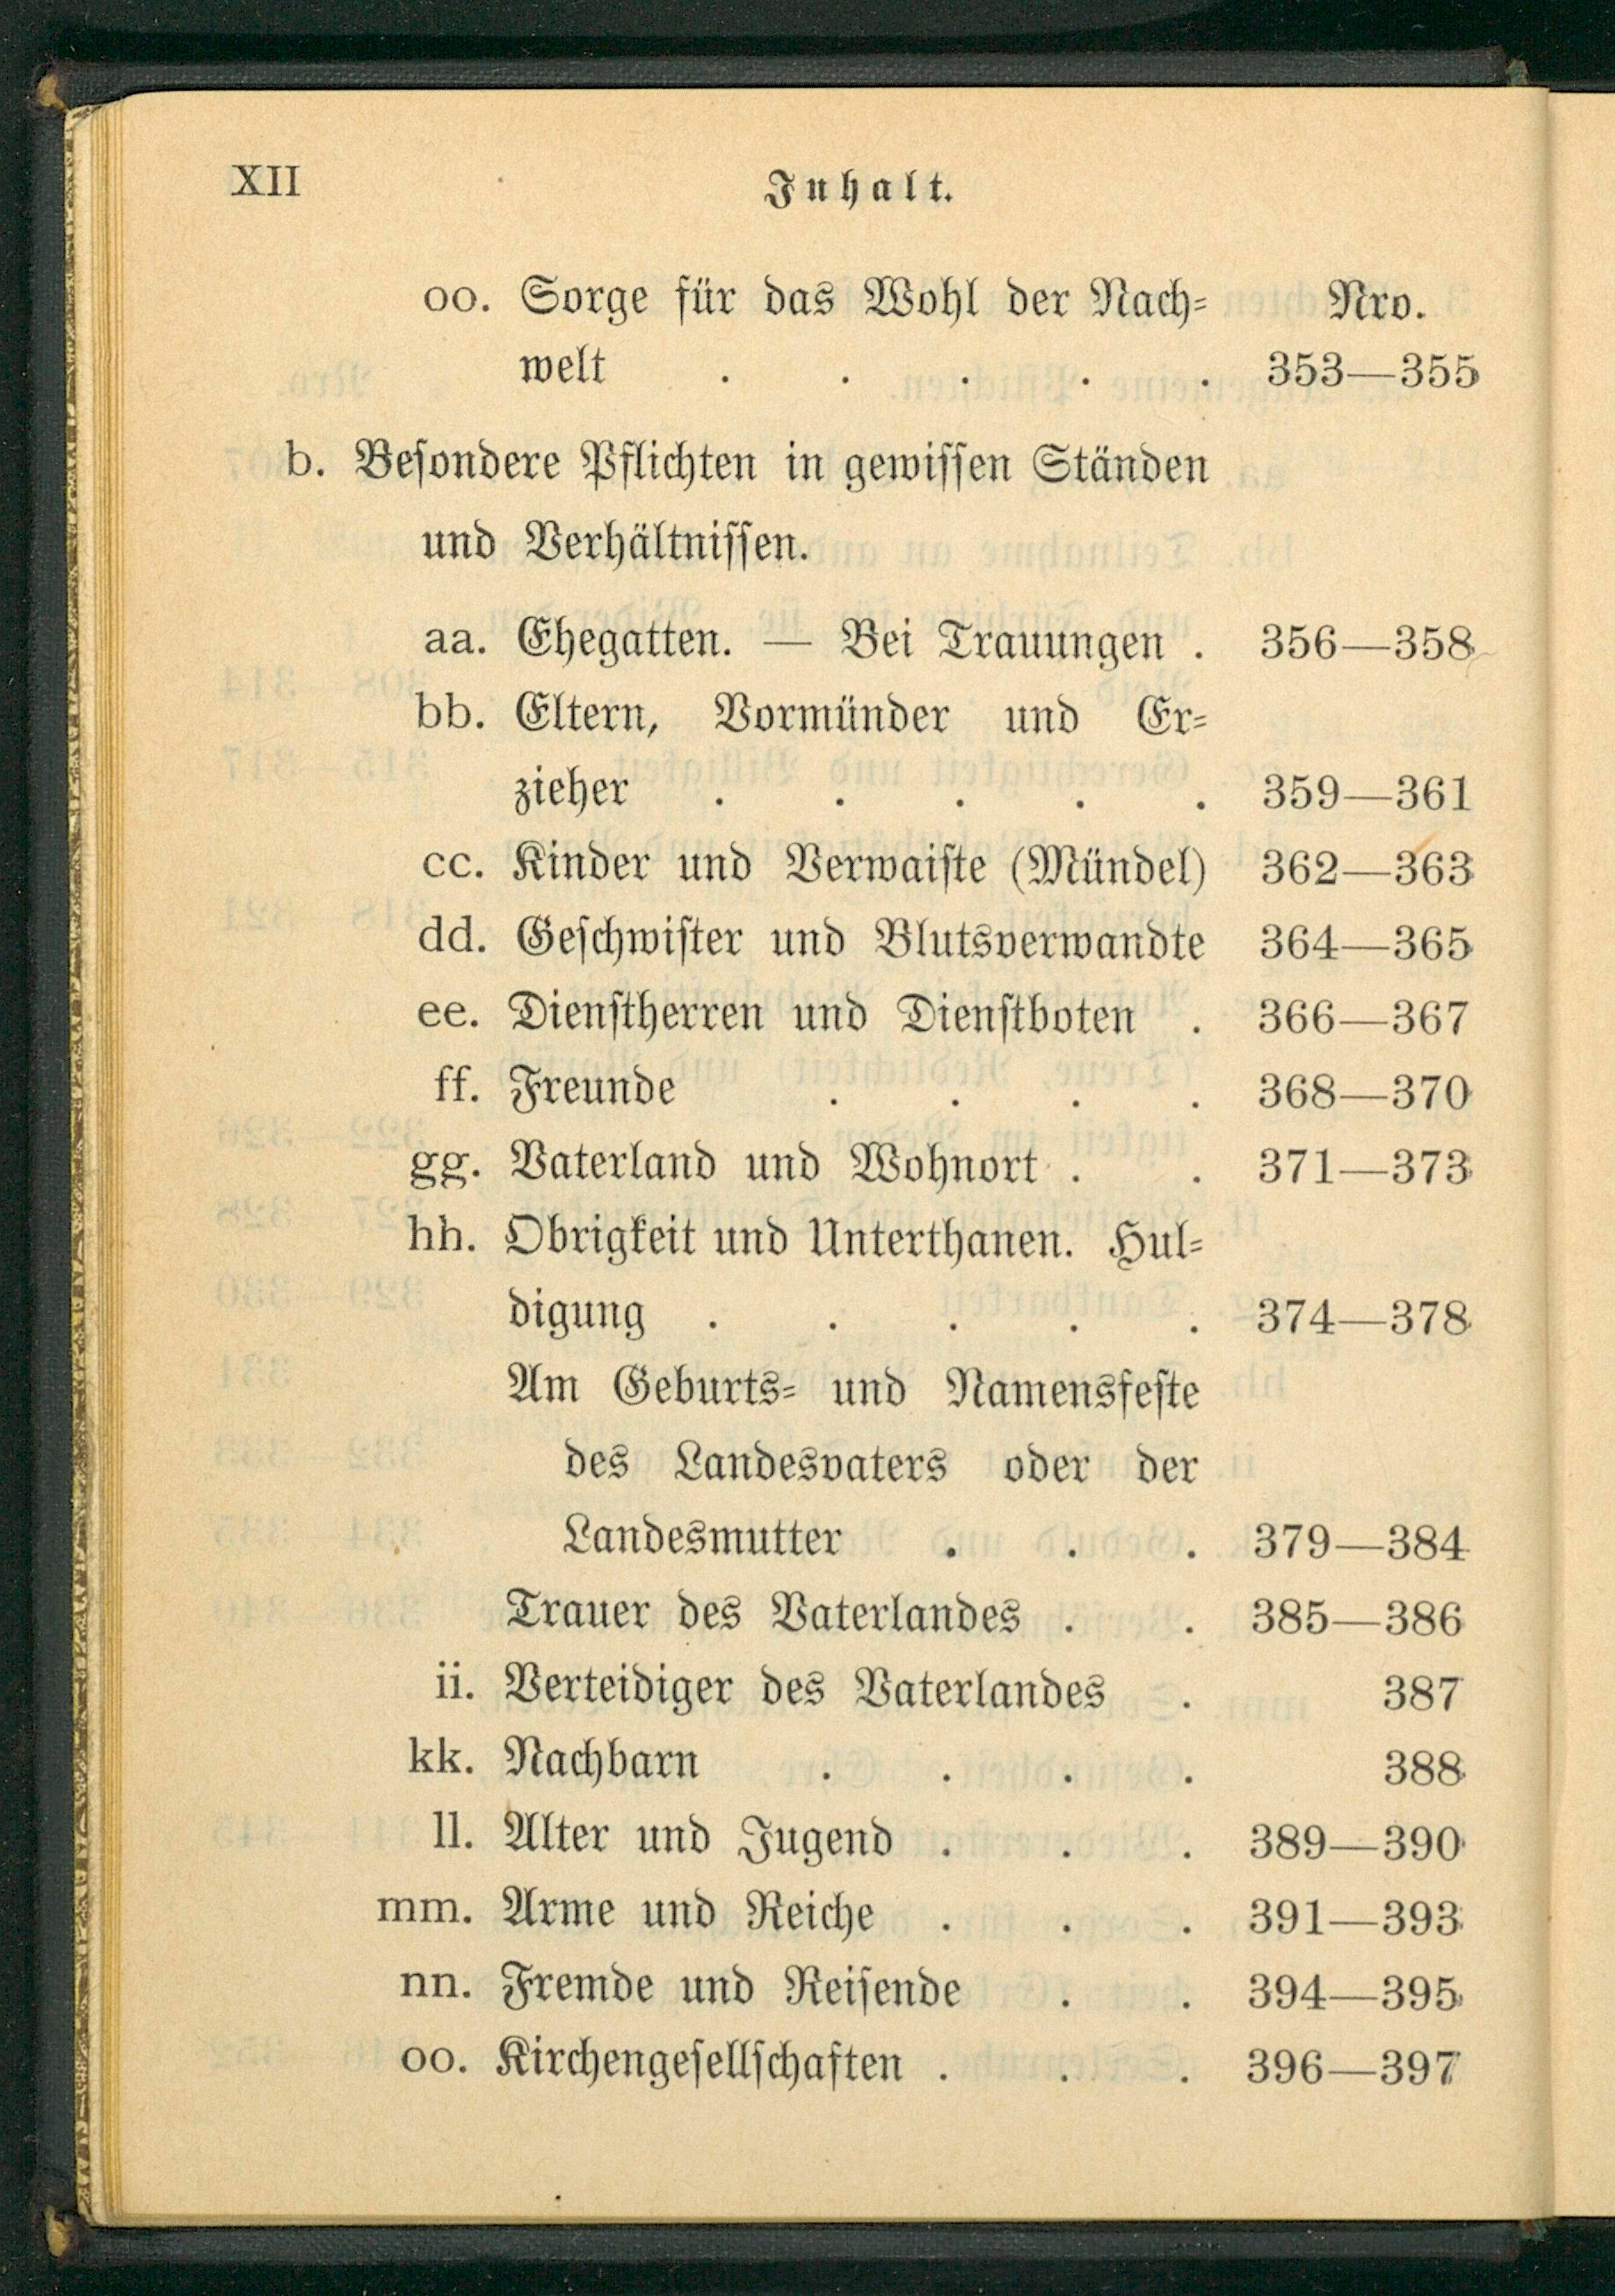 XII
Inhalt.
oo. Sorge für das Wohl der Nach- Nro.
welt . . . . . 353—355
b. Besondere Pflichten in gewissen Ständen
und Verhältnissen.
aa. Ehegatten. — Bei Trauungen . 356—358
bb. Eltern, Vormünder und Er-
zieher . . . . . 359—361
cc. Kinder und Verwaiste (Mündel) 362—363
dd. Geschwister und Blutsverwandte 364—365
ee. Dienstherren und Dienstboten . 366—367
ff. Freunde . . . . 368—370
gg. Vaterland und Wohnort . . 371—373
hh. Obrigkeit und Unterthanen. Hul-
digung . . . . . 374—378
Am Geburts- und Namensfeste
des Landesvaters oder der
Landesmutter . . . 379—384
Trauer des Vaterlandes . . 385—386
ii. Verteidiger des Vaterlandes . 387
kk. Nachbarn . . . . 388
ll. Alter und Jugend . . . 389—390
mm. Arme und Reiche . . . 391—393
nn. Fremde und Reisende . . 394—395
oo. Kirchengesellschaften . . . 396—397